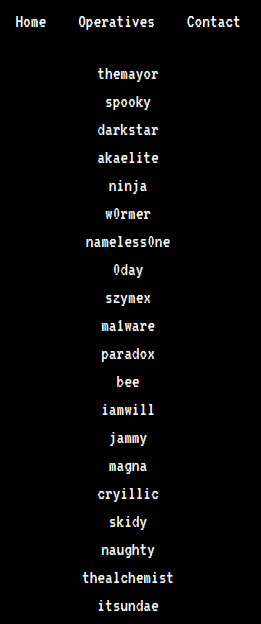 Home Operatives Contact
themayor
spooky
darkstar
akaelite
ninja
w0rmer
nameless0ne
0day
szymex
ma1ware
paradox
bee
iamwill
jammy
magna
cryillic
skidy
naughty
thealchemist
itsundae